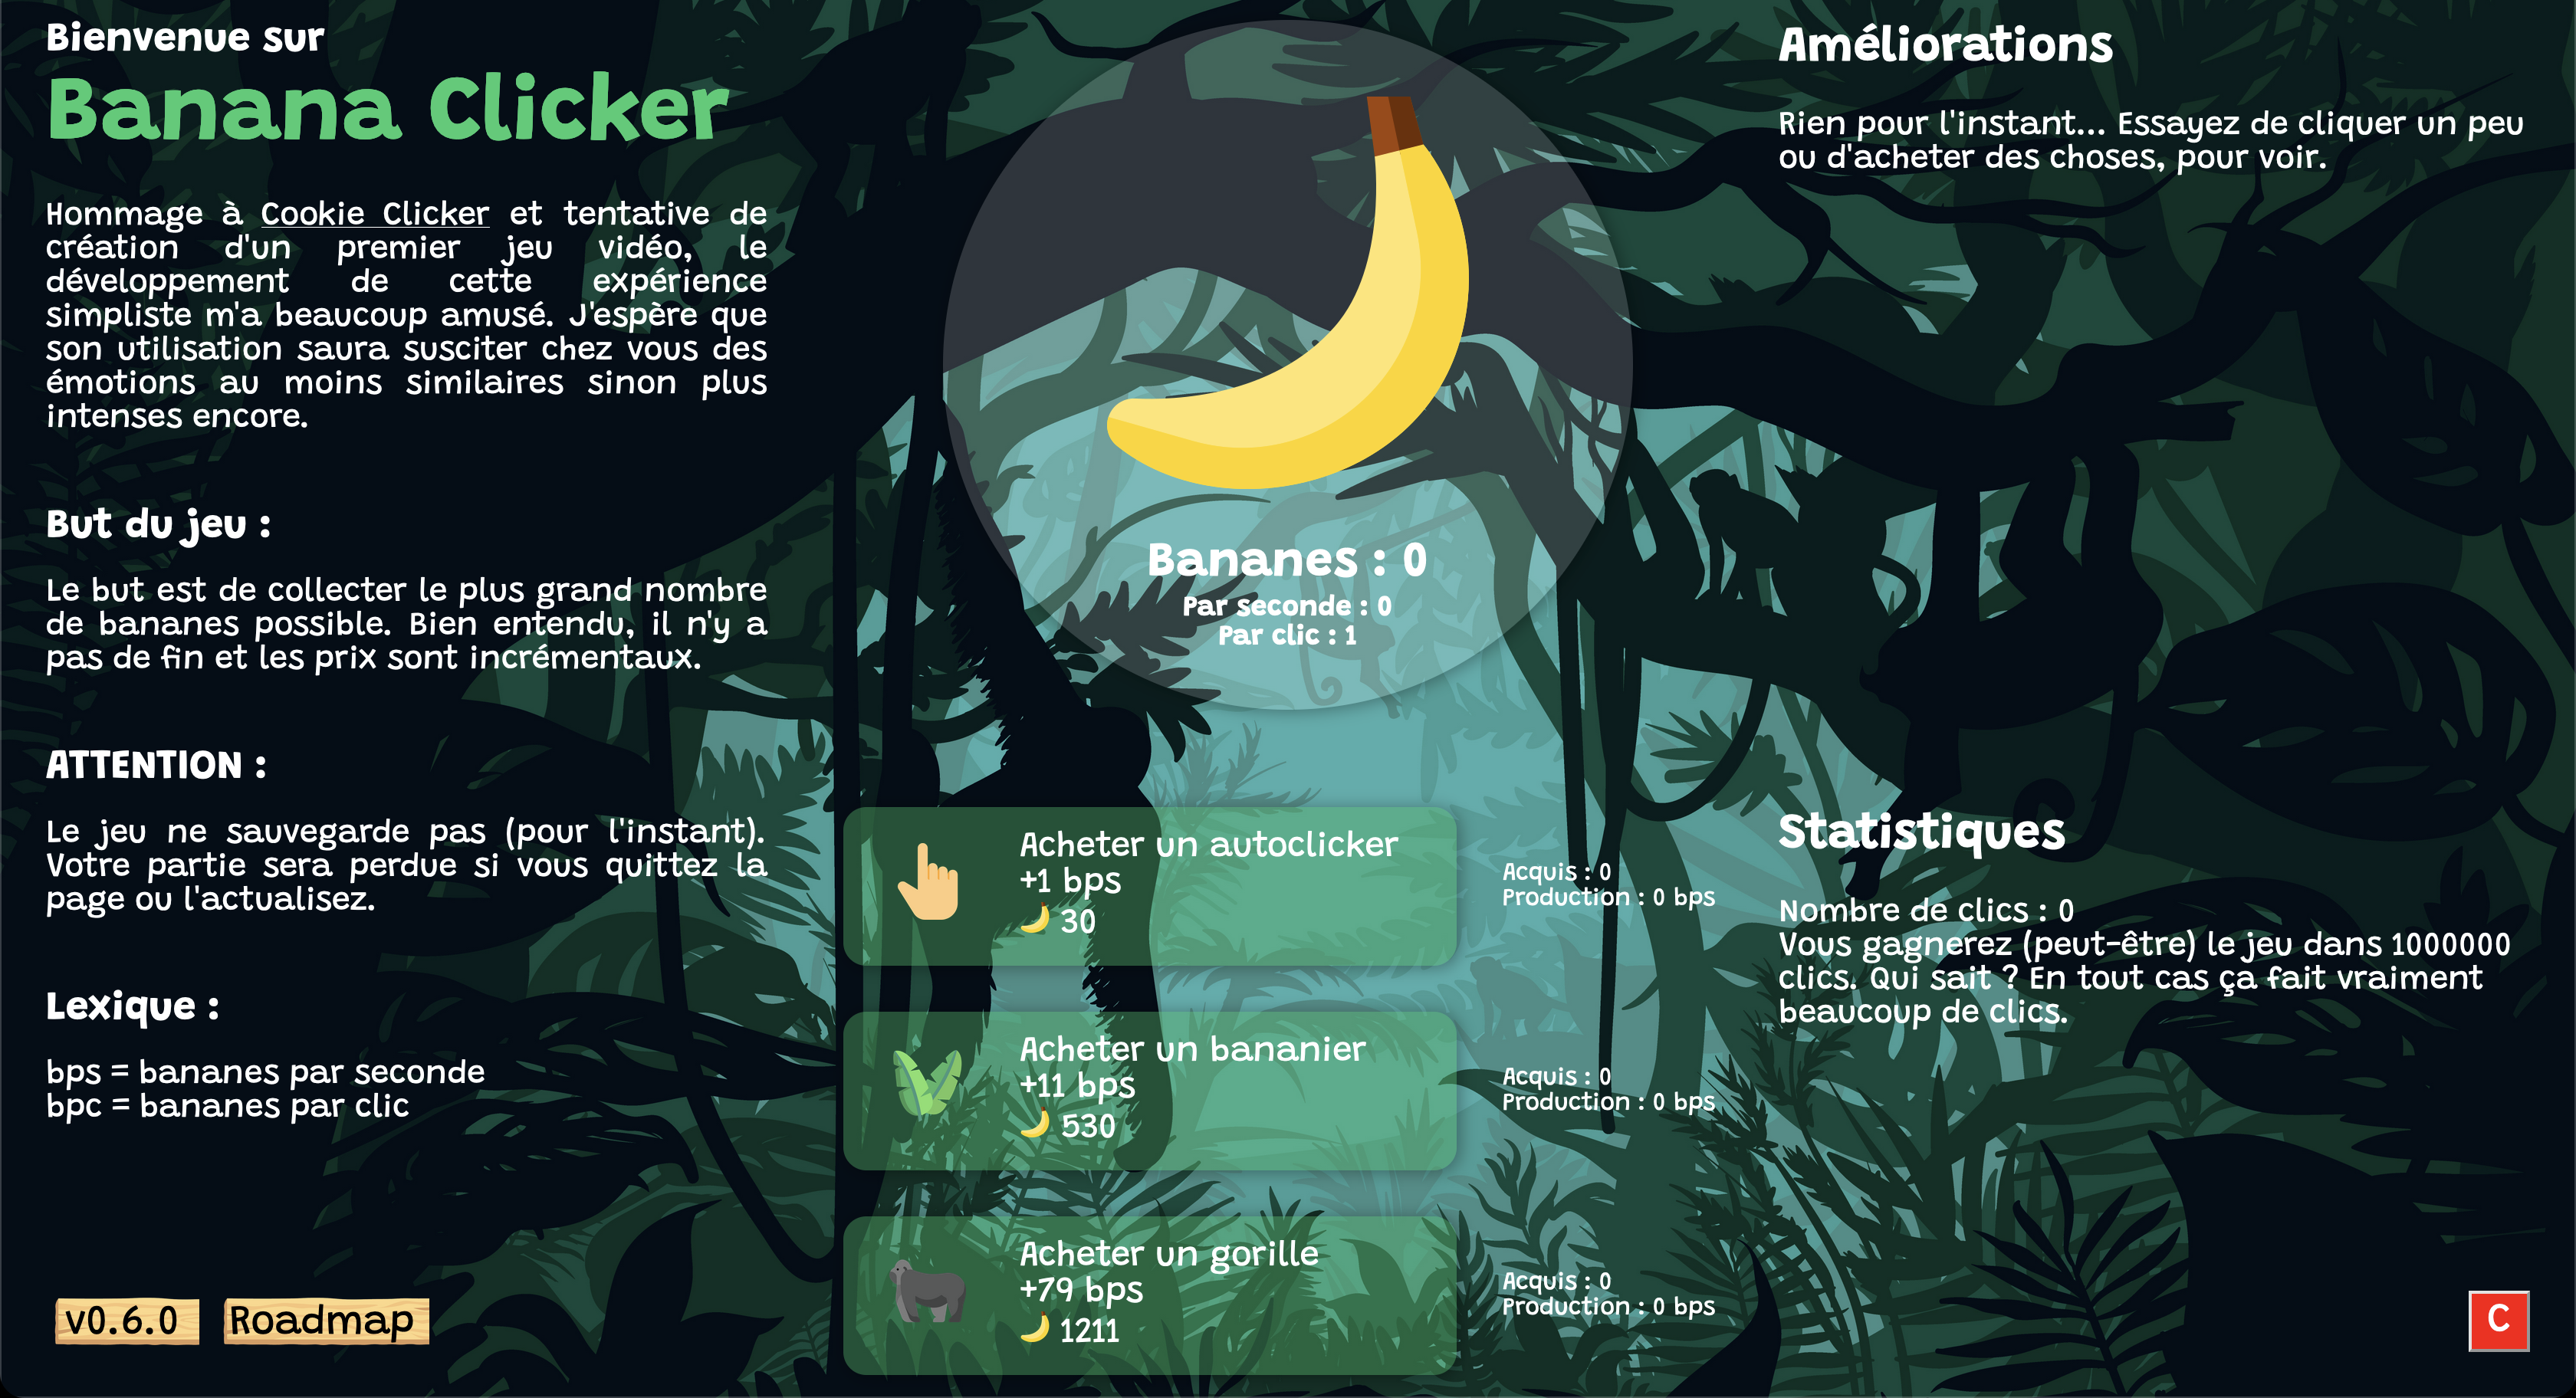 Bienvenue sur
Banana Clicker
Hommage à Cookie Clicker et tentative de
création d'un premier jeu vidéo, le
développement de cette expérience
simpliste m'a beaucoup amusé. J'espère que
son utilisation saura susciter chez vous des
émotions au moins similaires sinon plus
intenses encore.
But du jeu :
Le but est de collecter le plus grand nombre
de bananes possible. Bien entendu, il n'y a
pas de fin et les prix sont incrémentaux.
ATTENTION :
Le jeu ne sauvegarde pas (pour l'instant).
Votre partie sera perdue si vous quittez la
page ou l'actualisez.
Lexique :
bps = bananes par seconde
bpc = bananes par clic
v0.6.0
Roadmap
Bananes : 0
Par seconde : 0
Par clic : 1
Acheter un autoclicker
+1 bps
30
Acquis : 0
Production : 0 bps
Acheter un bananier
+11 bps
530
Acquis : 0
Production : 0 bps
Acheter un gorille
+79 bps
1211
Acquis : 0
Production : 0 bps
Améliorations
Rien pour l'instant... Essayez de cliquer un peu
ou d'acheter des choses, pour voir.
Statistiques
Nombre de clics : 0
Vous gagnerez (peut-être) le jeu dans 1000000
clics. Qui sait ? En tout cas ça fait vraiment
beaucoup de clics.
C